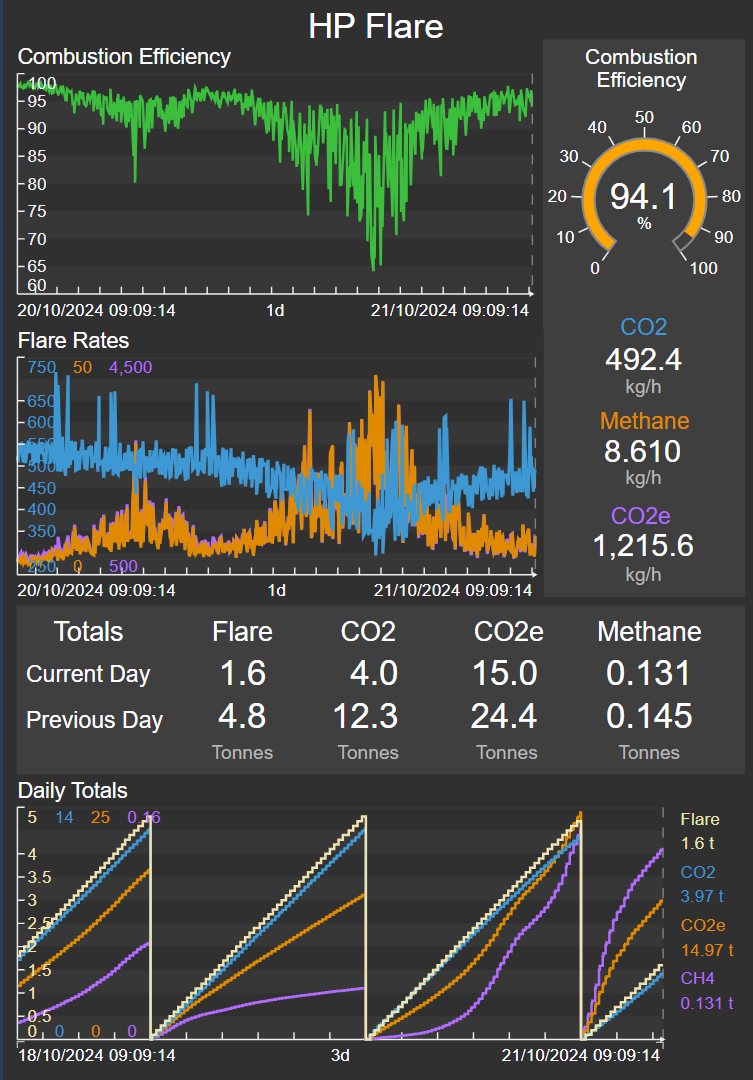 HP Flare
Combustion Efficiency
100
95
90
85
80
75
70
65
60
20/10/2024 09:09:14 1d 21/10/2024 09:09:14
Combustion
Efficiency
0 10 20 30 40 50 60 70 80 90 100
94.1
%
CO2
492.4
kg/h
Methane
8.610
kg/h
CO2e
1,215.6
kg/h
Flare Rates
750 50 4,500
650
600
550
500
450
400
350
250 0 500
20/10/2024 09:09:14 1d 21/10/2024 09:09:14
Totals Flare CO2 CO2e Methane
Current Day 1.6 4.0 15.0 0.131
Previous Day 4.8 12.3 24.4 0.145
Tonnes Tonnes Tonnes Tonnes
Daily Totals
5 14 25 0.16
4
3.5
3
2.5
2
1.5
1
0.5
0 0 0 0
18/10/2024 09:09:14 3d 21/10/2024 09:09:14
Flare
1.6 t
CO2
3.97 t
CO2e
14.97 t
CH4
0.131 t